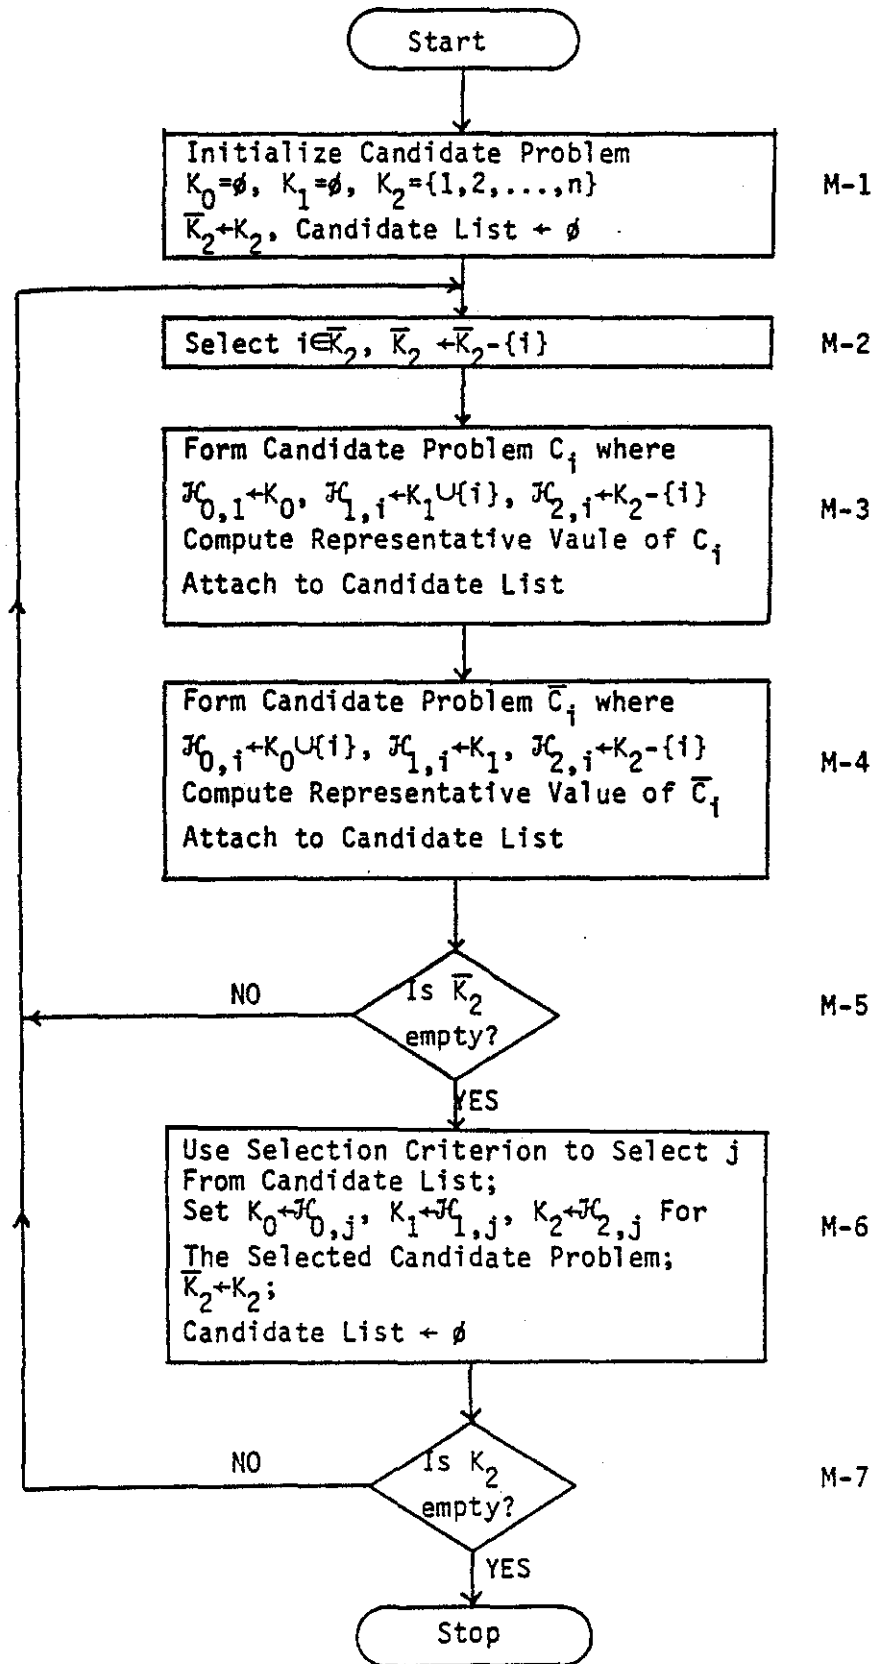 Start
Initialize Candidate Problem
K₀=ø, K₁=ø, K₂={1,2,...,n}
K̅₂←K₂, Candidate List ← ø
M-1
Select i∈K̅₂, K̅₂ ←K̅₂-{i}
M-2
Form Candidate Problem Cᵢ where
ℋ₀,₁←K₀, ℋ₁,ᵢ←K₁∪{i}, ℋ₂,ᵢ←K₂-{i}
Compute Representative Vaule of Cᵢ
Attach to Candidate List
M-3
Form Candidate Problem C̅ᵢ where
ℋ₀,ᵢ←K₀∪{i}, ℋ₁,ᵢ←K₁, ℋ₂,ᵢ←K₂-{i}
Compute Representative Value of C̅ᵢ
Attach to Candidate List
M-4
NO
Is K̅₂
empty?
M-5
YES
Use Selection Criterion to Select j
From Candidate List;
Set K₀←ℋ₀,ⱼ, K₁←ℋ₁,ⱼ, K₂←ℋ₂,ⱼ For
The Selected Candidate Problem;
K̅₂←K₂;
Candidate List ← ø
M-6
NO
Is K₂
empty?
M-7
YES
Stop